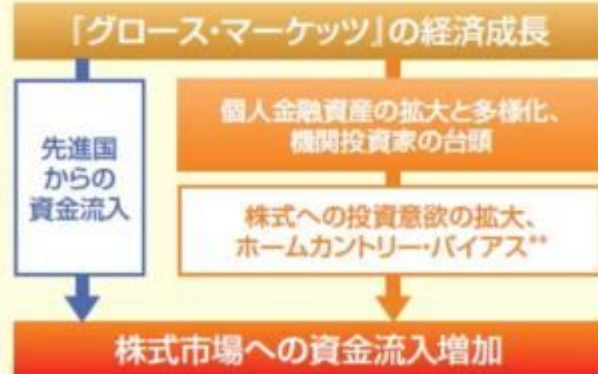 『グロース・マーケッツ』の経済成長
先進国
からの
資金流入
個人金融資産の拡大と多様化、
機関投資家の台頭
株式への投資意欲の拡大、
ホームカントリー・バイアス**
株式市場への資金流入増加